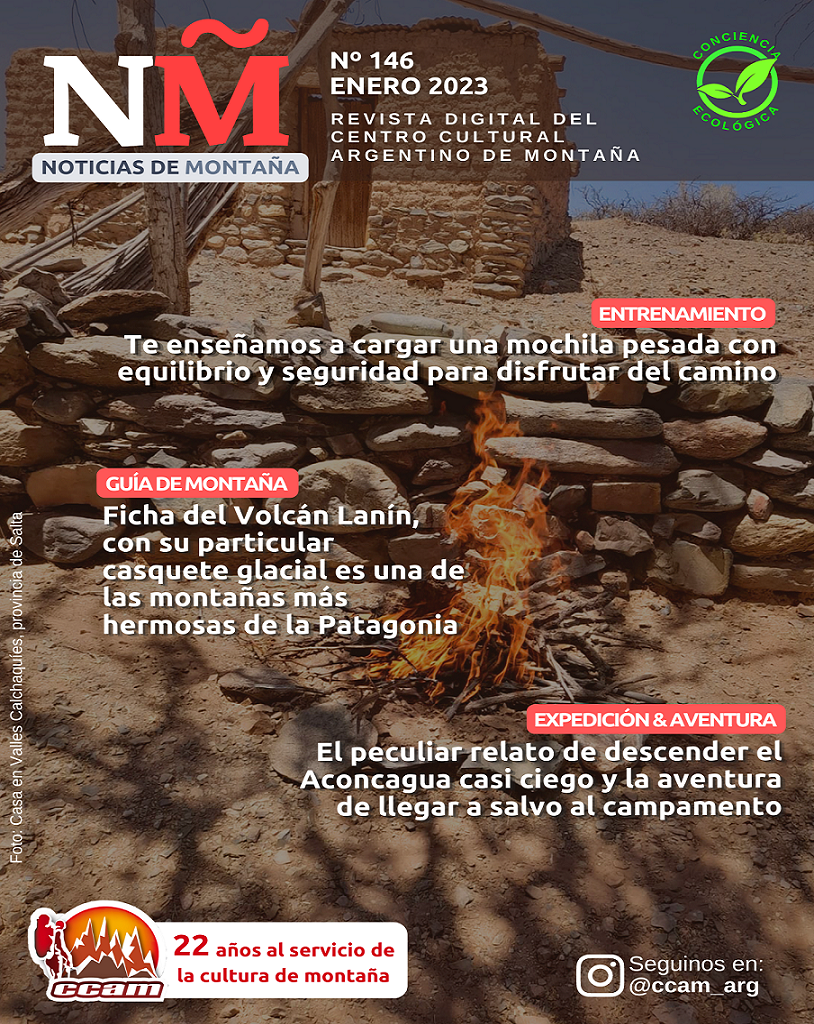 NM̃
NOTICIAS DE MONTAÑA
Nº 146
ENERO 2023
REVISTA DIGITAL DEL
CENTRO CULTURAL
ARGENTINO DE MONTAÑA
CONCIENCIA
ECOLÓGICA
ENTRENAMIENTO
Te enseñamos a cargar una mochila pesada con
equilibrio y seguridad para disfrutar del camino
GUÍA DE MONTAÑA
Ficha del Volcán Lanín,
con su particular
casquete glacial es una de
las montañas más
hermosas de la Patagonia
EXPEDICIÓN & AVENTURA
El peculiar relato de descender el
Aconcagua casi ciego y la aventura
de llegar a salvo al campamento
Foto: Casa en Valles Calchaquíes, provincia de Salta
ccam
22 años al servicio de
la cultura de montaña
Seguinos en:
@ccam_arg